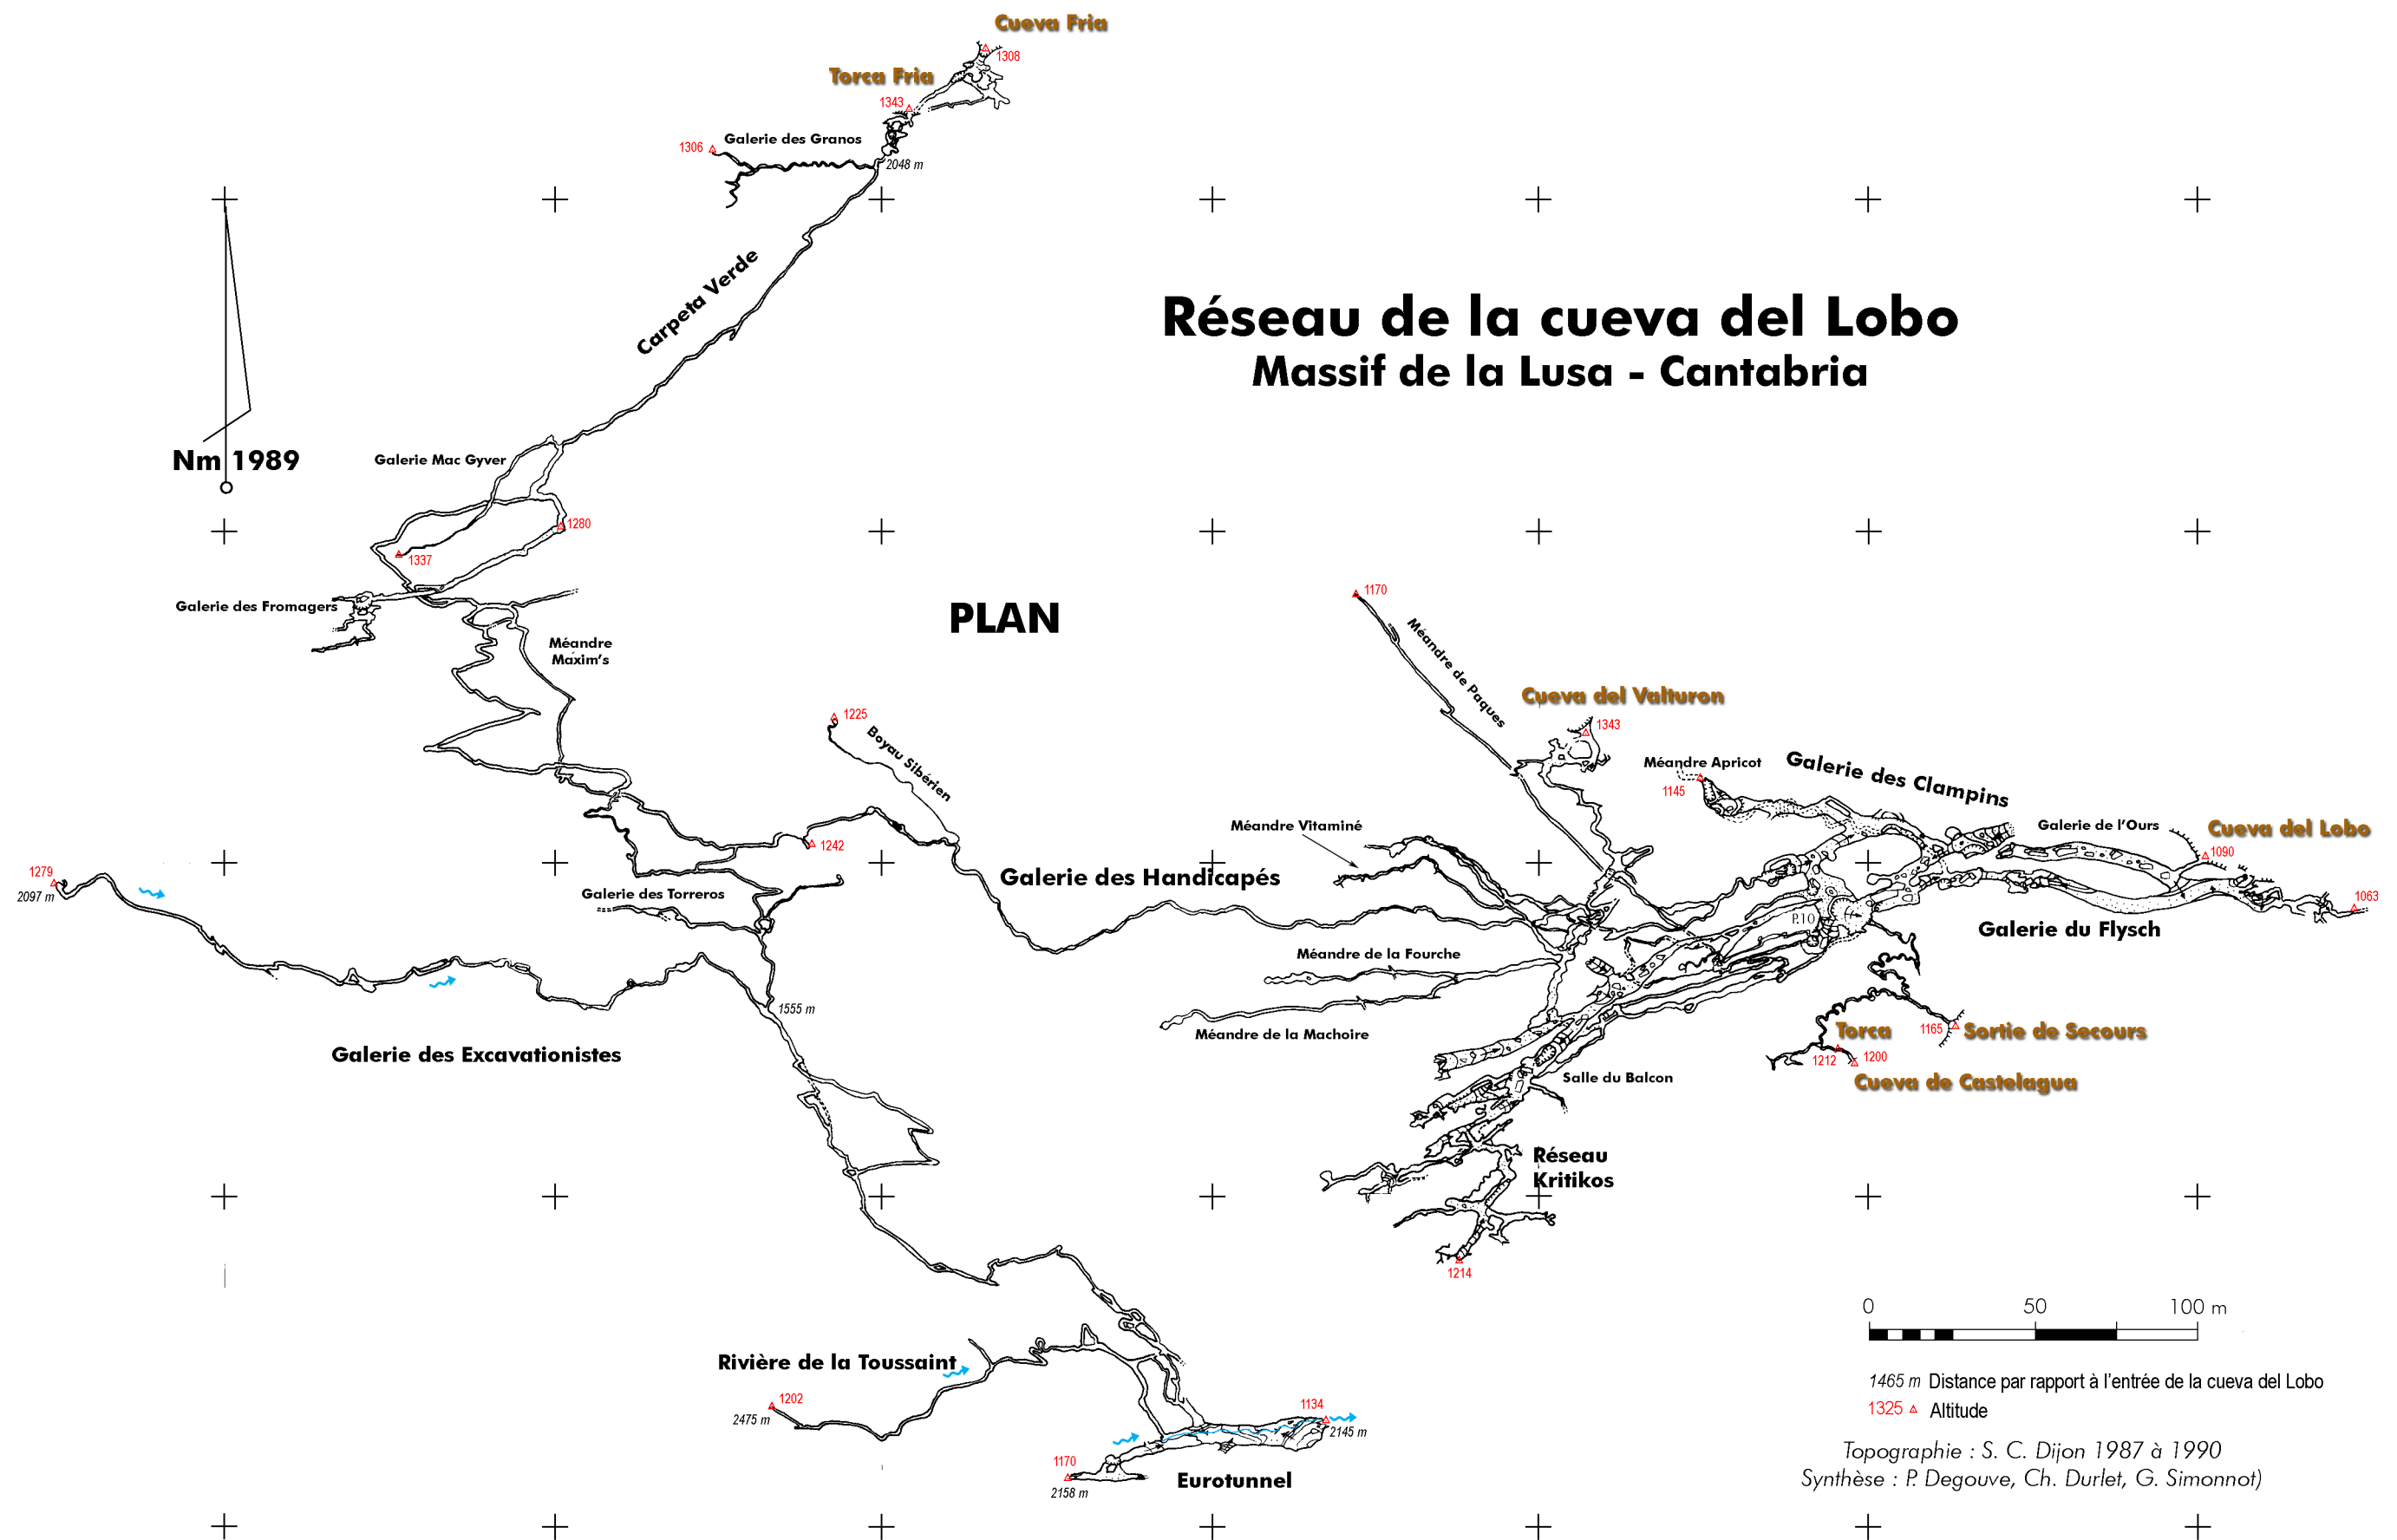 Cueva Fria
1308
Torca Fria
1343
Galerie des Granos
1306
2048 m
Carpeta Verde
Réseau de la cueva del Lobo
Massif de la Lusa - Cantabria
Nm 1989
Galerie Mac Gyver
1280
1337
Galerie des Fromagers
PLAN
1170
Méandre
Maxim's
Méandre de Paques
Cueva del Valturon
1343
1225
Boyau Sibérien
Méandre Apricot
1145
Galerie des Clampins
Méandre Vitaminé
Galerie de l'Ours
Cueva del Lobo
1090
1242
1279
2097 m
Galerie des Handicapés
Galerie des Torreros
1063
P.10
Galerie du Flysch
Méandre de la Fourche
1555 m
Méandre de la Machoire
Galerie des Excavationistes
Torca
1165
Sortie de Secours
1212
1200
Salle du Balcon
Cueva de Castelagua
Réseau
Kritikos
1214
0 50 100 m
Rivière de la Toussaint
1202
2475 m
1134
2145 m
1170
2158 m
Eurotunnel
1465 m Distance par rapport à l'entrée de la cueva del Lobo
1325 Altitude
Topographie : S. C. Dijon 1987 à 1990
Synthèse : P. Degouve, Ch. Durlet, G. Simonnot)